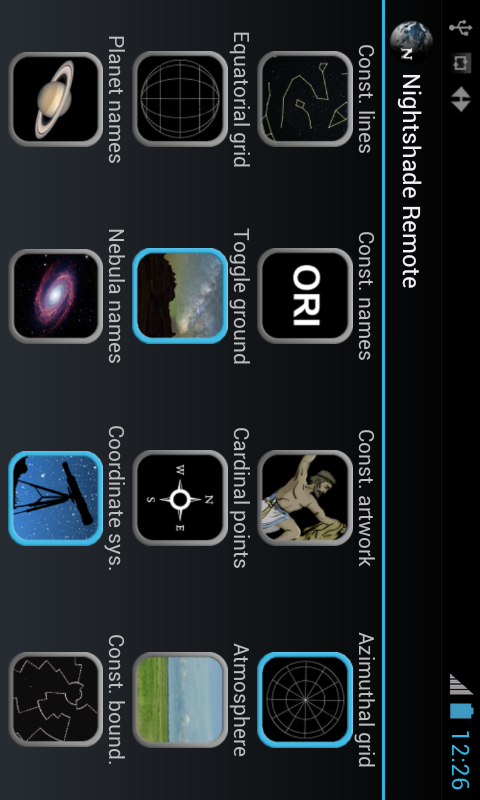 12:26
N Nightshade Remote
Const. lines Const. names Const. artwork Azimuthal grid
ORI
Equatorial grid Toggle ground Cardinal points Atmosphere
N
W E
S
Planet names Nebula names Coordinate sys. Const. bound.